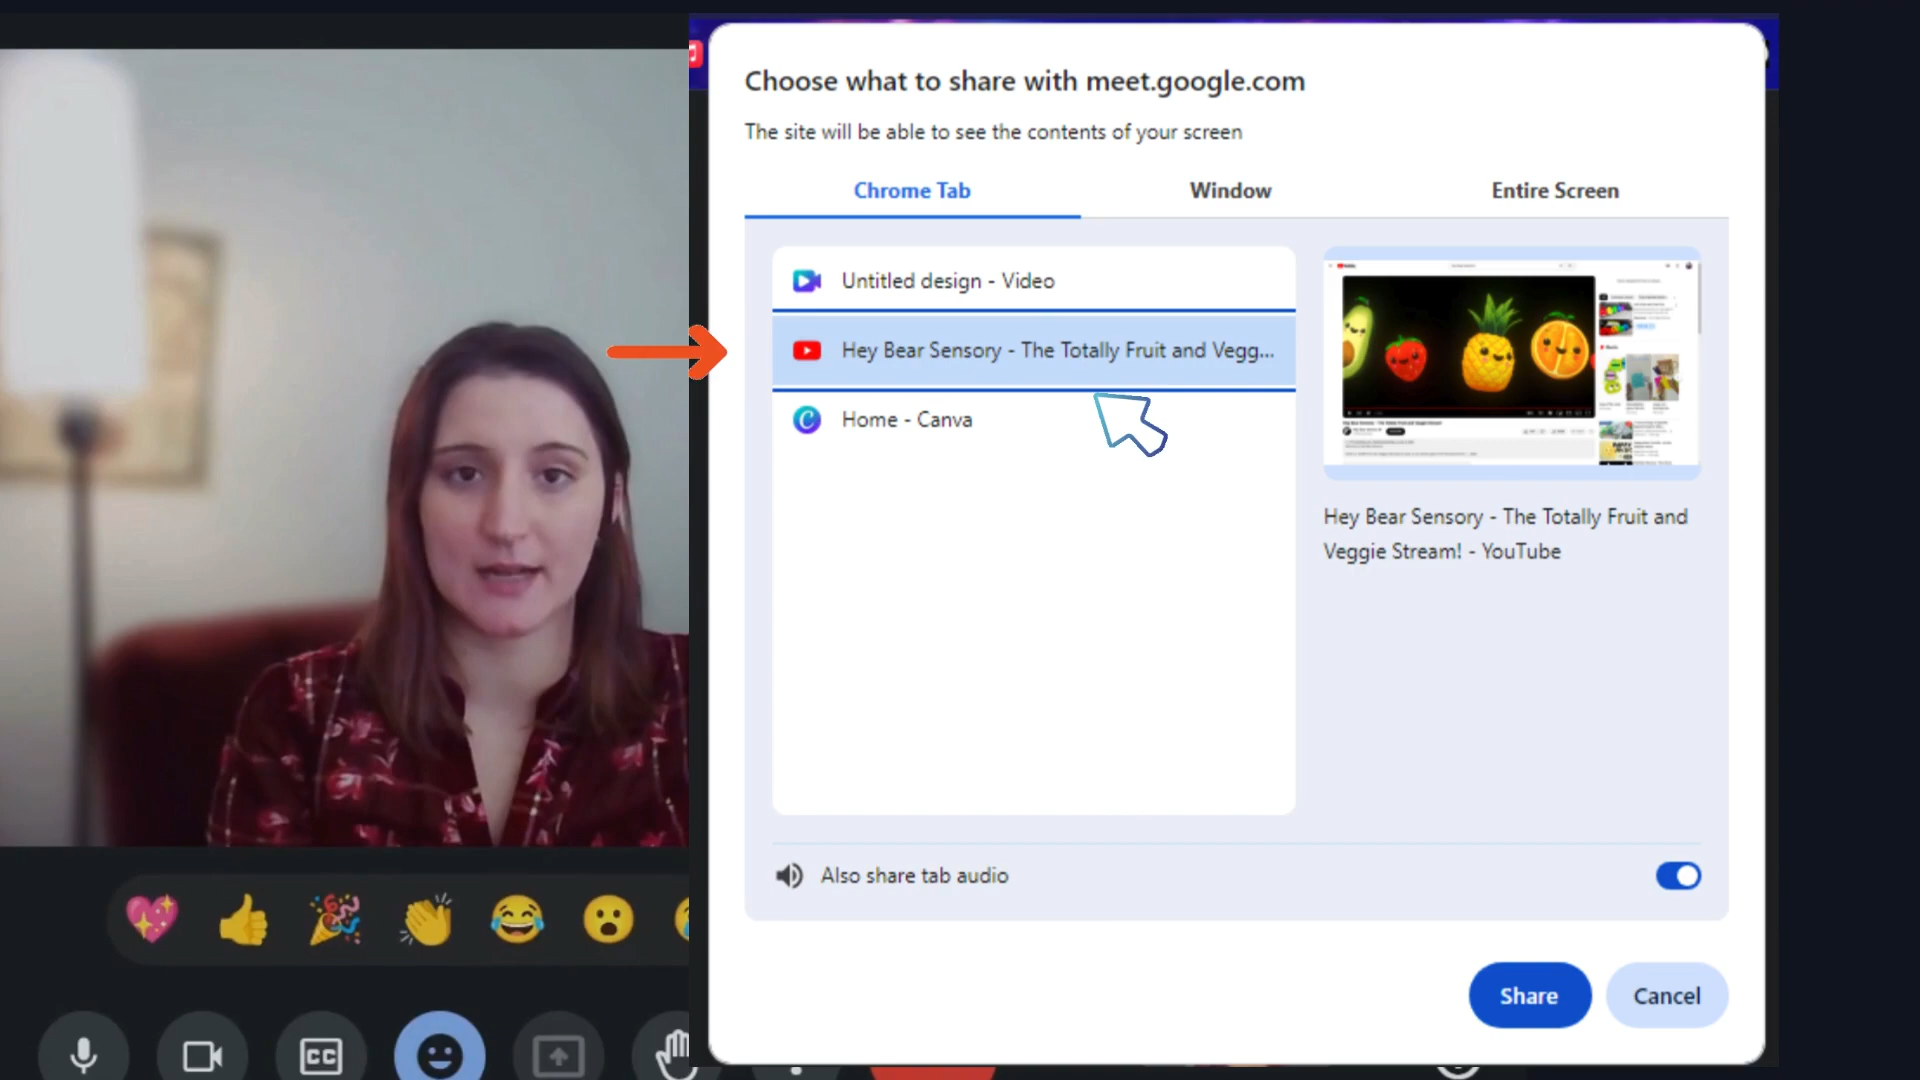 Choose what to share with meet.google.com
The site will be able to see the contents of your screen
Chrome Tab
Window
Entire Screen
Untitled design - Video
Hey Bear Sensory - The Totally Fruit and Vegg...
Home - Canva
Hey Bear Sensory - The Totally Fruit and
Veggie Stream! - YouTube
Also share tab audio
Share
Cancel
CC